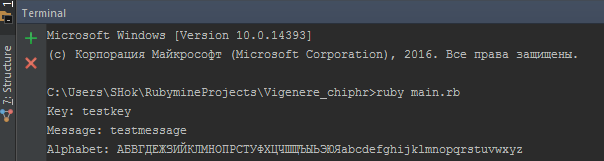 Terminal
1:
Microsoft Windows [Version 10.0.14393]
(c) Корпорация Майкрософт (Microsoft Corporation), 2016. Все права защищены.
7: Structure
C:\Users\SHok\RubymineProjects\Vigenere_chiphr>ruby main.rb
Key: testkey
Message: testmessage
Alphabet: АБВГДЕЖЗИЙКЛМНОПРСТУФХЦЧШЩЪЫЬЭЮЯabcdefghijklmnopqrstuvwxyz